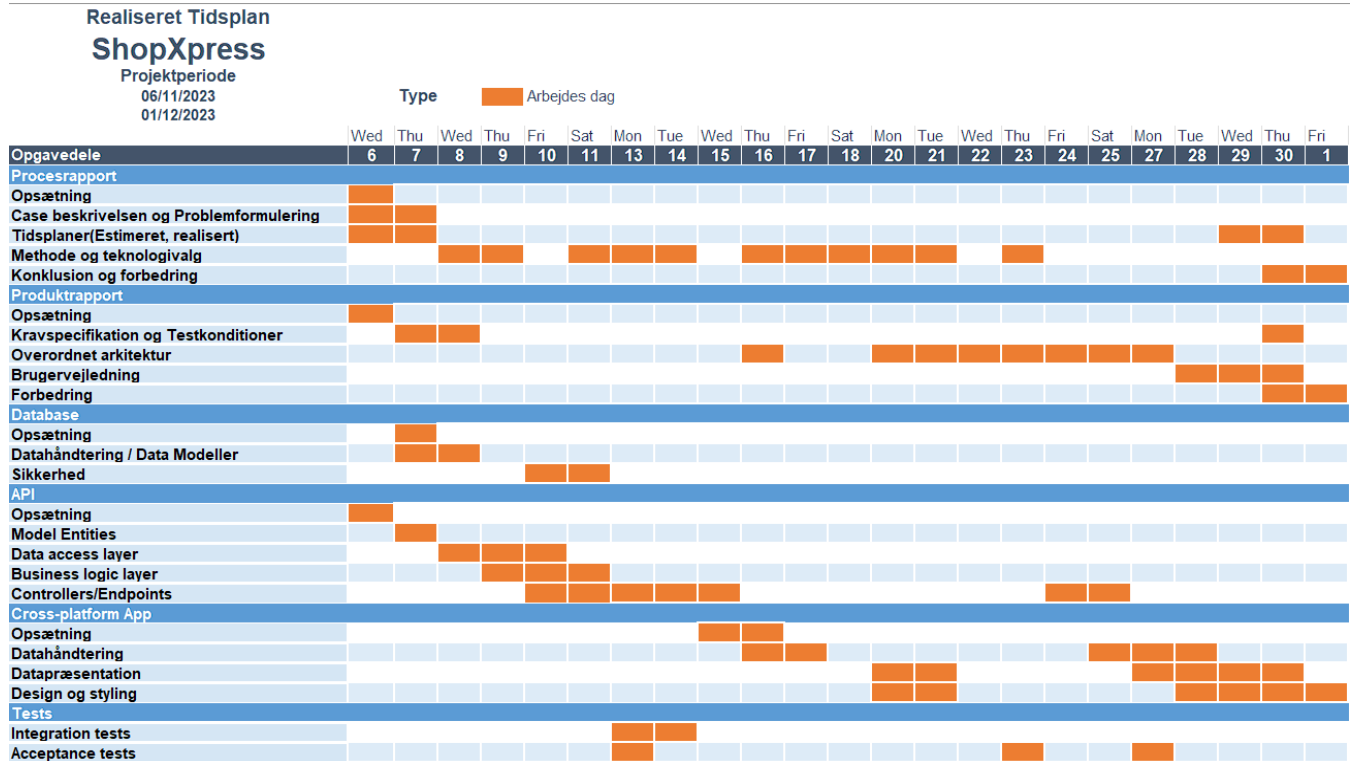 Realiseret Tidsplan
ShopXpress
Projektperiode
06/11/2023
01/12/2023
Type Arbejdes dag
Wed Thu Wed Thu Fri Sat Mon Tue Wed Thu Fri Sat Mon Tue Wed Thu Fri Sat Mon Tue Wed Thu Fri
Opgavedele 6 7 8 9 10 11 13 14 15 16 17 18 20 21 22 23 24 25 27 28 29 30 1
Procesrapport
Opsætning
Case beskrivelsen og Problemformulering
Tidsplaner(Estimeret, realisert)
Methode og teknologivalg
Konklusion og forbedring
Produktrapport
Opsætning
Kravspecifikation og Testkonditioner
Overordnet arkitektur
Brugervejledning
Forbedring
Database
Opsætning
Datahåndtering / Data Modeller
Sikkerhed
API
Opsætning
Model Entities
Data access layer
Business logic layer
Controllers/Endpoints
Cross-platform App
Opsætning
Datahåndtering
Datapræsentation
Design og styling
Tests
Integration tests
Acceptance tests